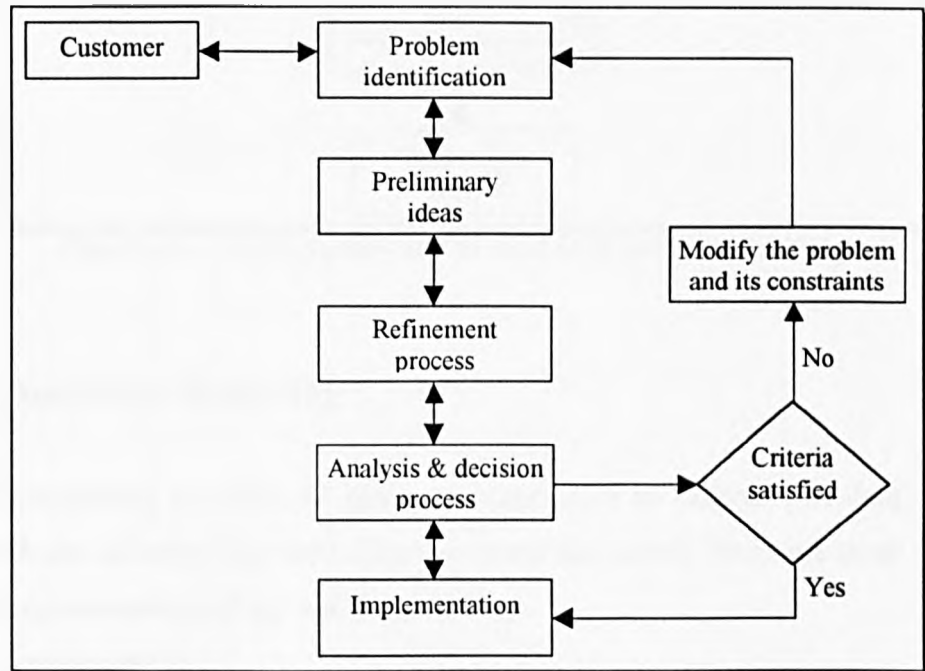 Customer
Problem
identification
Preliminary
ideas
Modify the problem
and its constraints
Refinement
process
No
Analysis & decision
process
Criteria
satisfied
Yes
Implementation